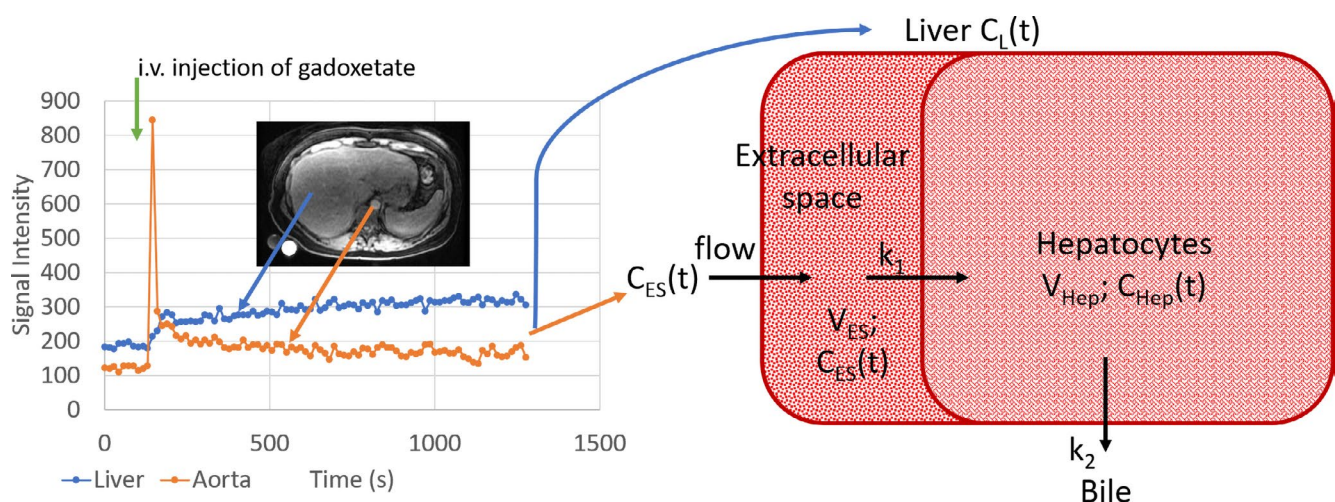 i.v. injection of gadoxetate
Signal Intensity
900
800
700
600
500
400
300
200
100
0
0
500
1000
1500
Liver
Aorta
Time (s)
Liver C_L(t)
Extracellular
space
flow
C_ES(t)
k_1
V_ES;
C_ES(t)
Hepatocytes
V_Hep; C_Hep(t)
k_2
Bile